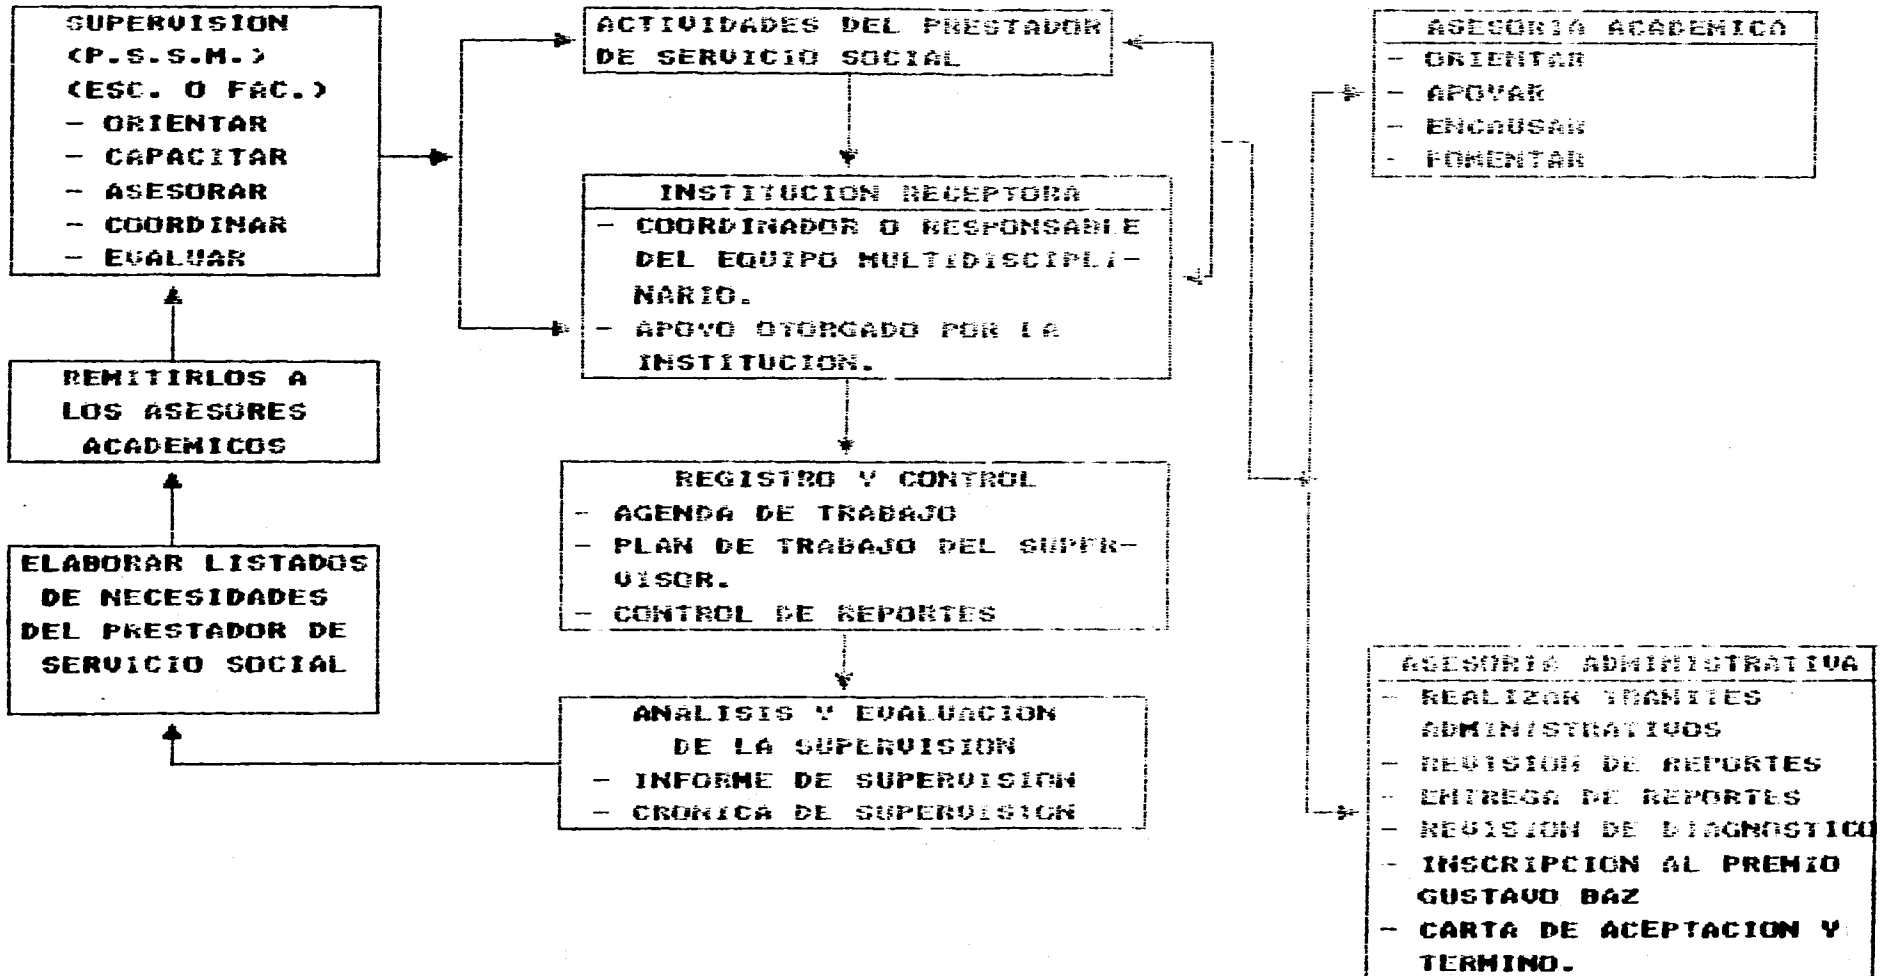 SUPERVISION
(P.S.S.M.)
(ESC. O FAC.)
- ORIENTAR
- CAPACITAR
- ASESORAR
- COORDINAR
- EVALUAR
REMITIRLOS A
LOS ASESORES
ACADEMICOS
ELABORAR LISTADOS
DE NECESIDADES
DEL PRESTADOR DE
SERVICIO SOCIAL
ACTIVIDADES DEL PRESTADOR
DE SERVICIO SOCIAL
INSTITUCION RECEPTORA
- COORDINADOR O RESPONSABLE
DEL EQUIPO MULTIDISCIPLI-
NARIO.
- APOYO OTORGADO POR LA
INSTITUCION.
REGISTRO Y CONTROL
- AGENDA DE TRABAJO
- PLAN DE TRABAJO DEL SUPER-
VISOR.
- CONTROL DE REPORTES
ANALISIS Y EVALUACION
DE LA SUPERVISION
- INFORME DE SUPERVISION
- CRONICA DE SUPERVISION
ASESORIA ACADEMICA
- ORIENTAR
- APOYAR
- ENCAUSAR
- FOMENTAR
ASESORIA ADMINISTRATIVA
- REALIZAR TRAMITES
ADMINISTRATIVOS
- REVISION DE REPORTES
- ENTREGA DE REPORTES
- REVISION DE DIAGNOSTICO
- INSCRIPCION AL PREMIO
GUSTAVO BAZ
- CARTA DE ACEPTACION Y
TERMINO.